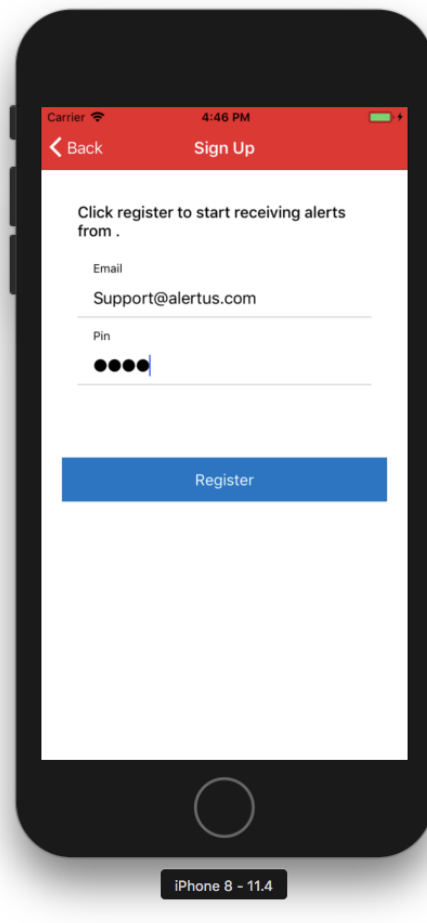 Carrier 4:46 PM
Back Sign Up
Click register to start receiving alerts
from .
Email
Support@alertus.com
Pin
●●●●
Register
iPhone 8 - 11.4